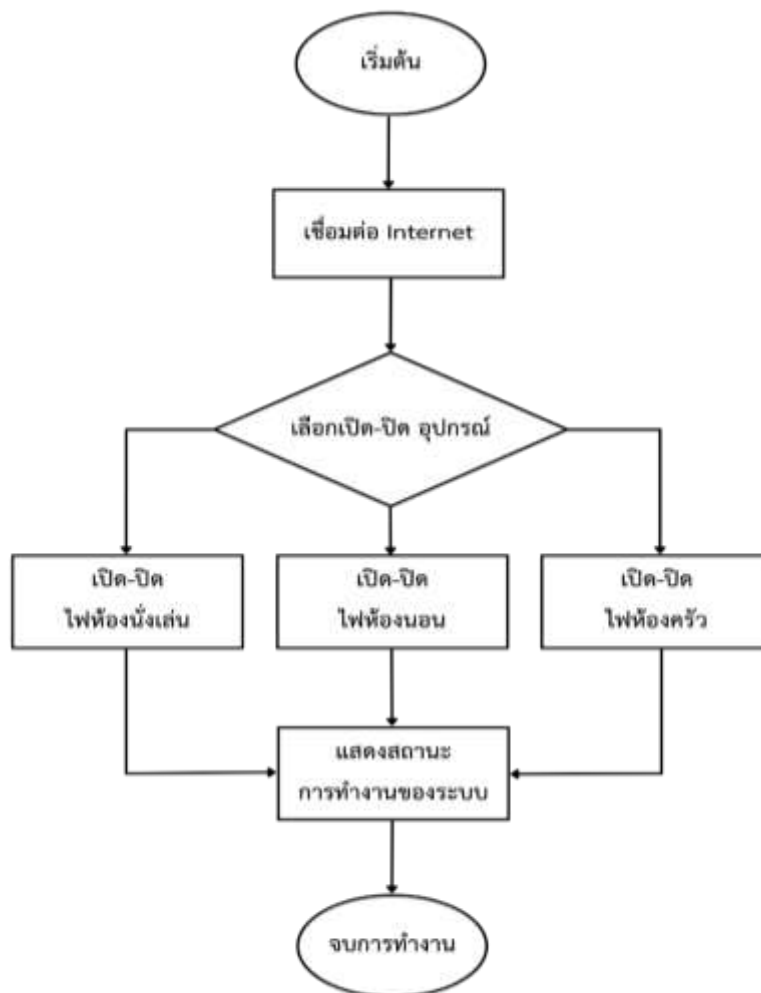 เริ่มต้น
เชื่อมต่อ Internet
เลือกเปิด-ปิด อุปกรณ์
เปิด-ปิด
ไฟห้องนั่งเล่น
เปิด-ปิด
ไฟห้องนอน
เปิด-ปิด
ไฟห้องครัว
แสดงสถานะ
การทำงานของระบบ
จบการทำงาน